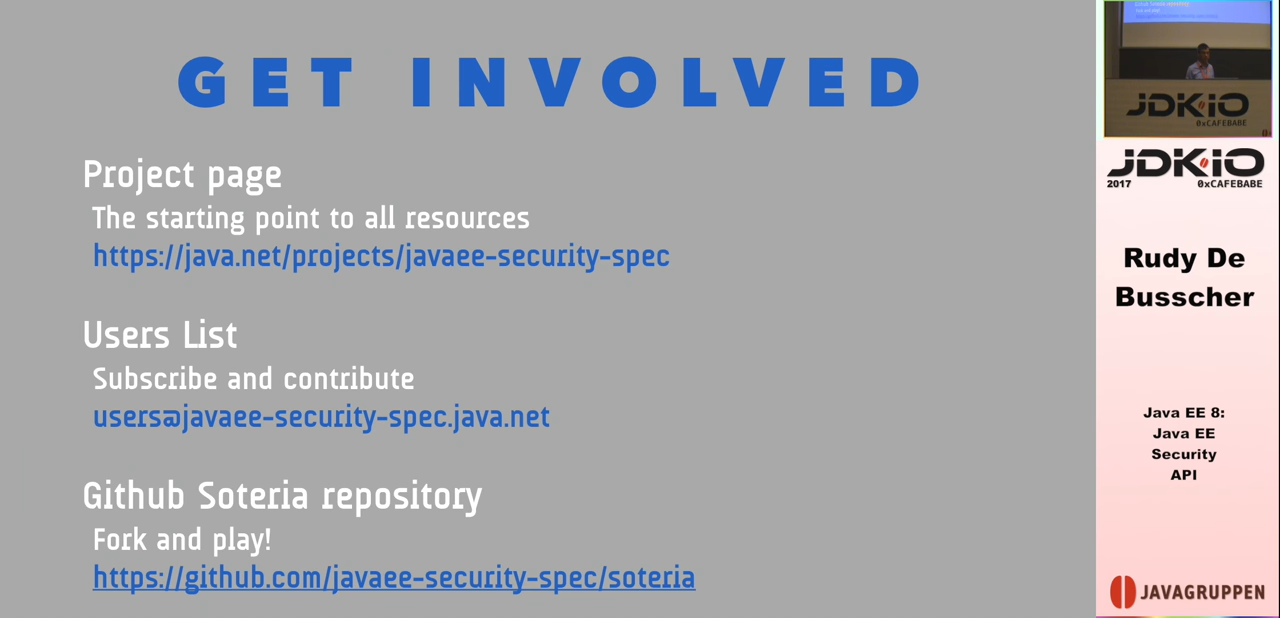 GET INVOLVED
Project page
The starting point to all resources
https://java.net/projects/javaee-security-spec
Users List
Subscribe and contribute
users@javaee-security-spec.java.net
Github Soteria repository
Fork and play!
https://github.com/javaee-security-spec/soteria
JDK.IO
0xCAFEBABE
JDK.IO
2017 0xCAFEBABE
Rudy De
Busscher
Java EE 8:
Java EE
Security
API
JAVAGRUPPEN